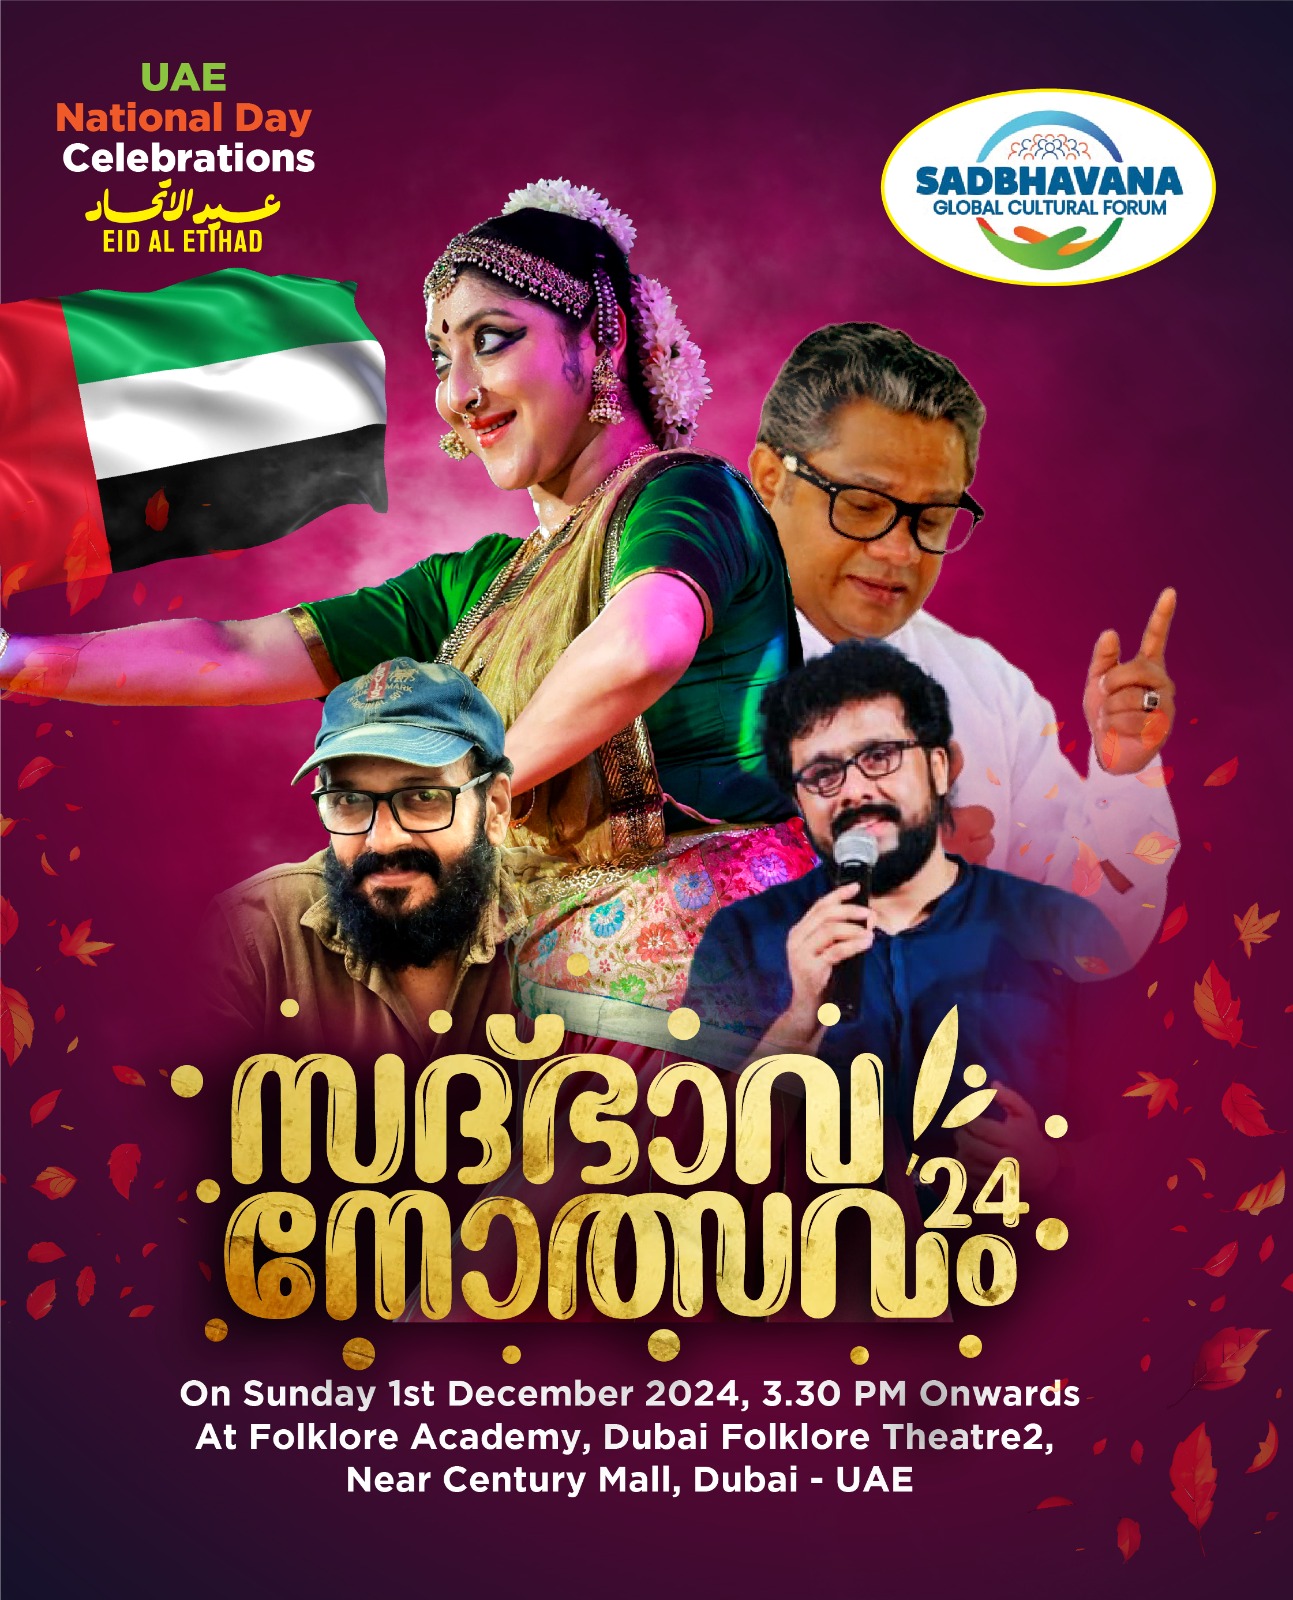 UAE
National Day
Celebrations
عيد الاتحاد
EID AL ETIHAD
SADBHAVANA
GLOBAL CULTURAL FORUM
സദ്ഭാവ
നോത്സവം '24
On Sunday 1st December 2024, 3.30 PM Onwards
At Folklore Academy, Dubai Folklore Theatre2,
Near Century Mall, Dubai - UAE